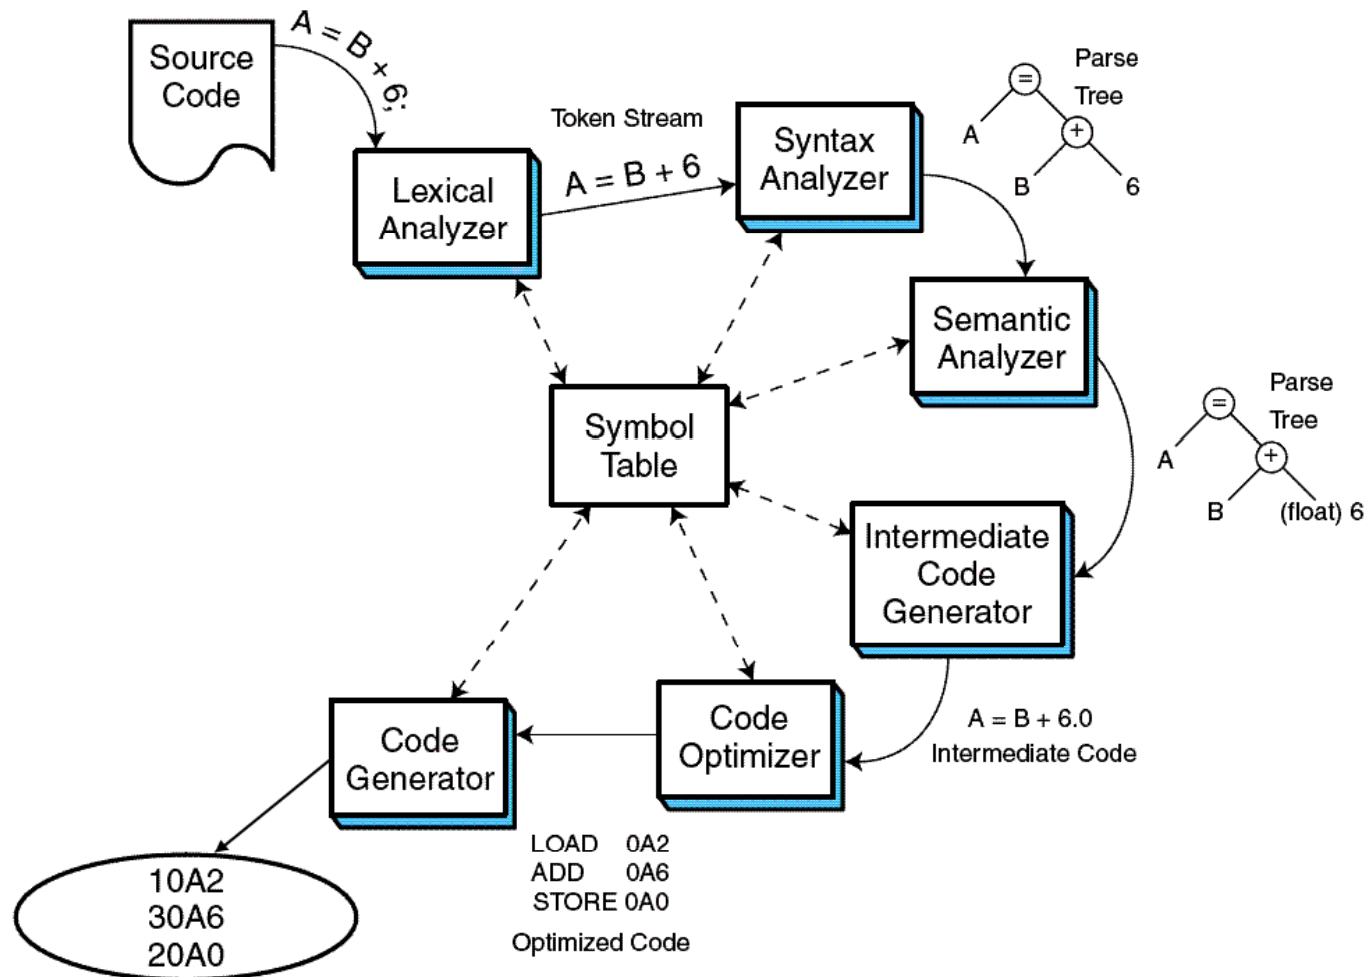 Source
Code
A = B + 6;
Lexical
Analyzer
Token Stream
A = B + 6
Syntax
Analyzer
Parse
Tree
=
A
+
B
6
Semantic
Analyzer
Parse
Tree
=
A
+
B
(float) 6
Symbol
Table
Intermediate
Code
Generator
A = B + 6.0
Intermediate Code
Code
Optimizer
LOAD 0A2
ADD 0A6
STORE 0A0
Optimized Code
Code
Generator
10A2
30A6
20A0